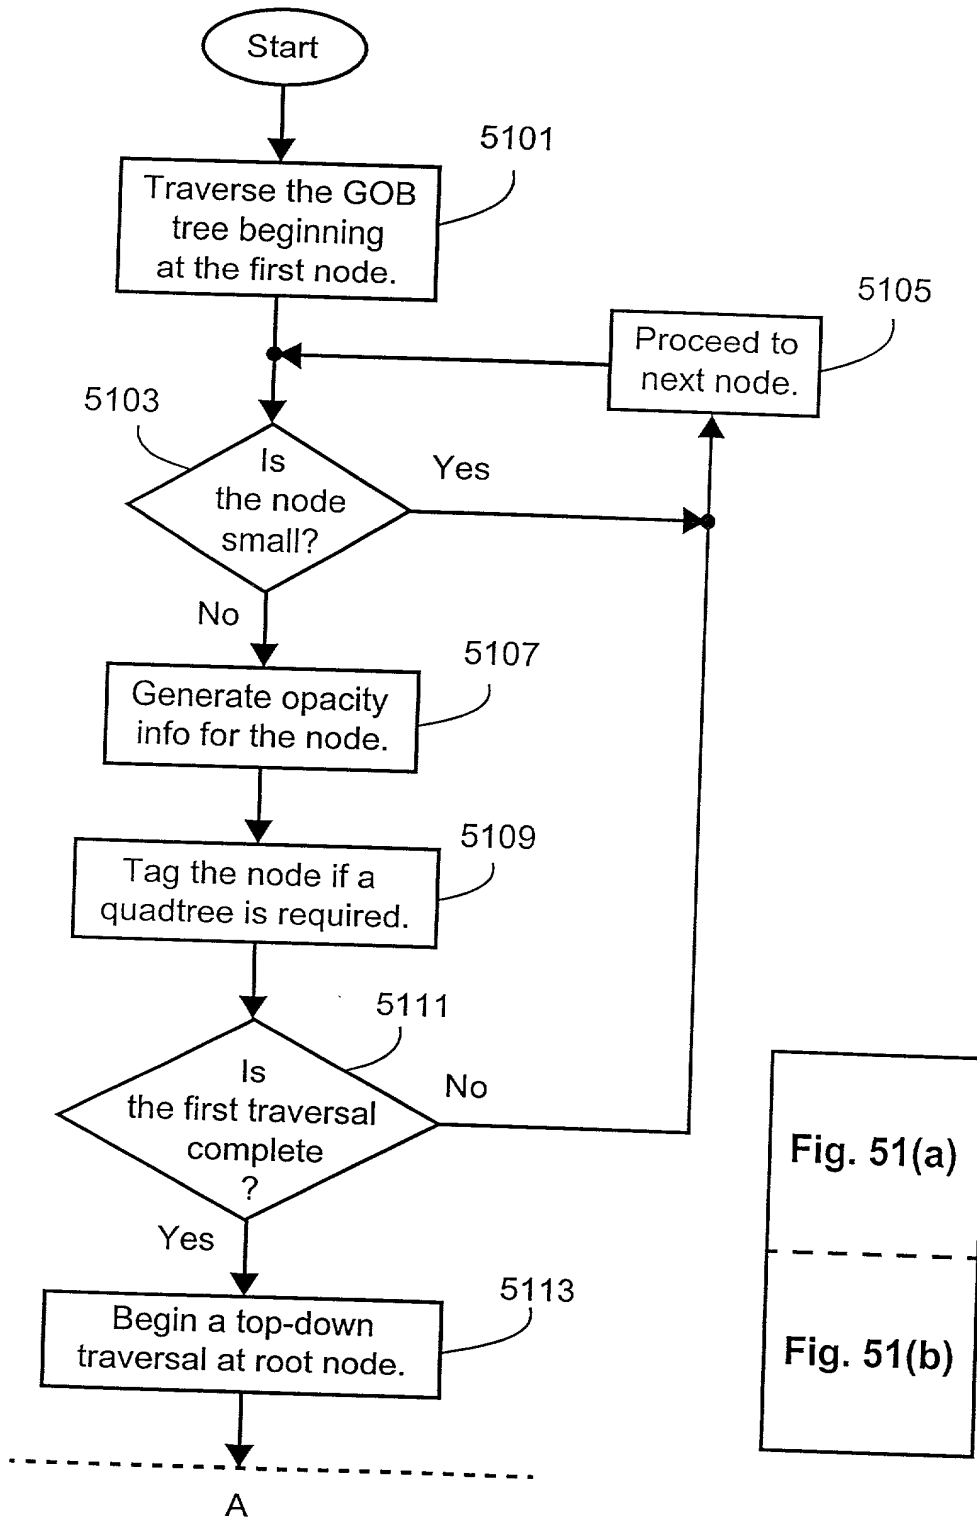 Start
5101
Traverse the GOB
tree beginning
at the first node.
5105
Proceed to
next node.
5103
Is
the node
small?
Yes
No
5107
Generate opacity
info for the node.
5109
Tag the node if a
quadtree is required.
5111
Is
the first traversal
complete
?
No
Yes
5113
Begin a top-down
traversal at root node.
A
Fig. 51(a)
Fig. 51(b)